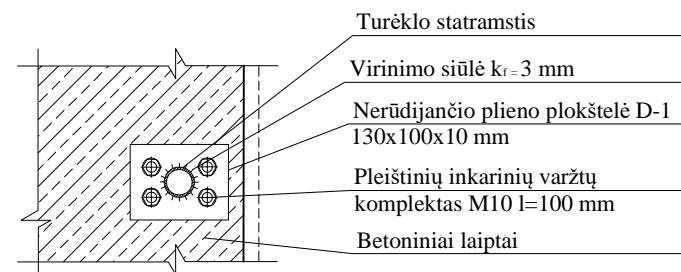 Turėklo statramstis
Virinimo siūlė kf = 3 mm
Nerūdijančio plieno plokštelė D-1
130x100x10 mm
Pleištinių inkarinių varžtų
komplektas M10 l=100 mm
Betoniniai laiptai